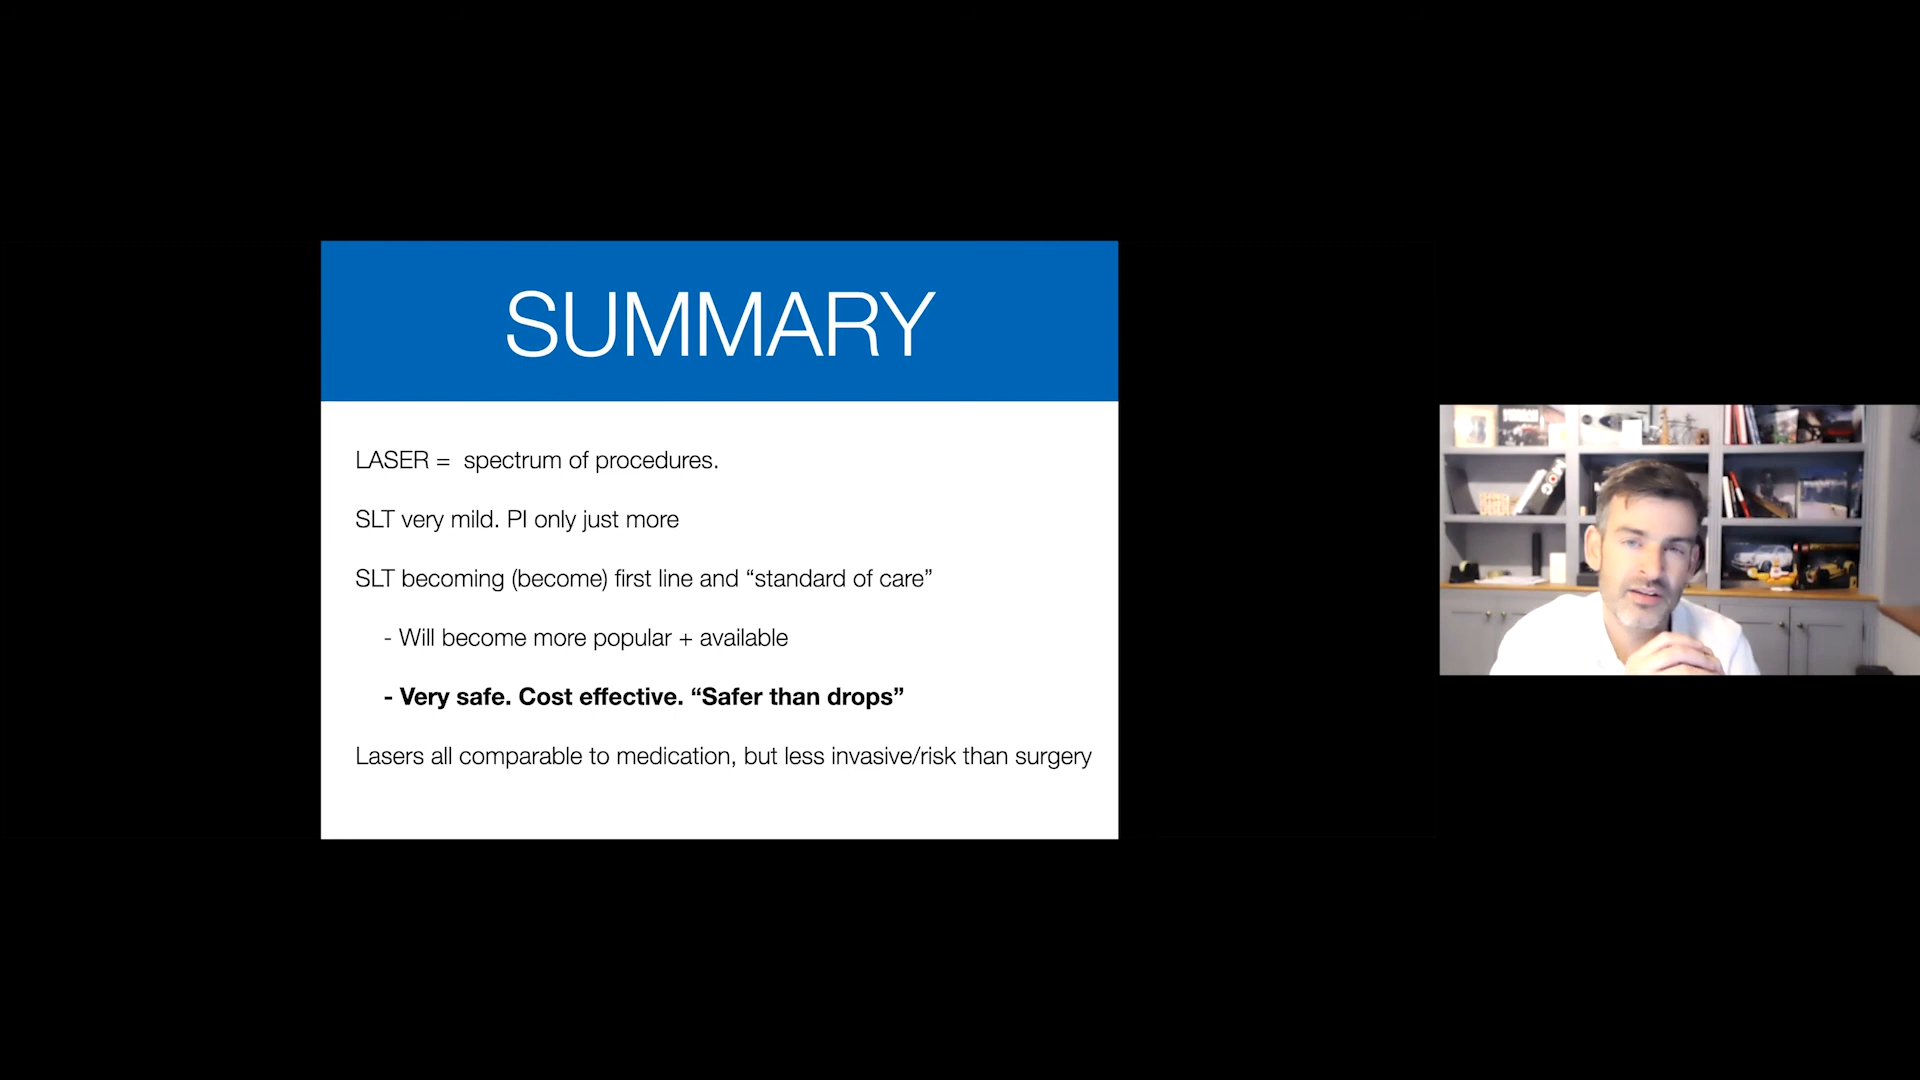 SUMMARY
LASER = spectrum of procedures.
SLT very mild. PI only just more
SLT becoming (become) first line and “standard of care”
- Will become more popular + available
- Very safe. Cost effective. “Safer than drops”
Lasers all comparable to medication, but less invasive/risk than surgery